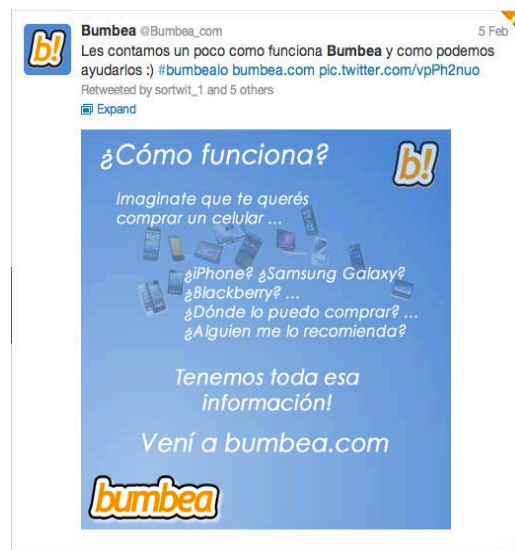 b!
Bumbea @Bumbea_com 5 Feb
Les contamos un poco como funciona Bumbea y como podemos
ayudarlos :) #bumbealo bumbea.com pic.twitter.com/vpPh2nuo
Retweeted by sortwit_1 and 5 others
Expand
¿Cómo funciona?
b!
Imaginate que te querés
comprar un celular ...
¿iPhone? ¿Samsung Galaxy?
¿Blackberry? ...
¿Dónde lo puedo comprar? ...
¿Alguien me lo recomienda?
Tenemos toda esa
información!
Vení a bumbea.com
bumbea